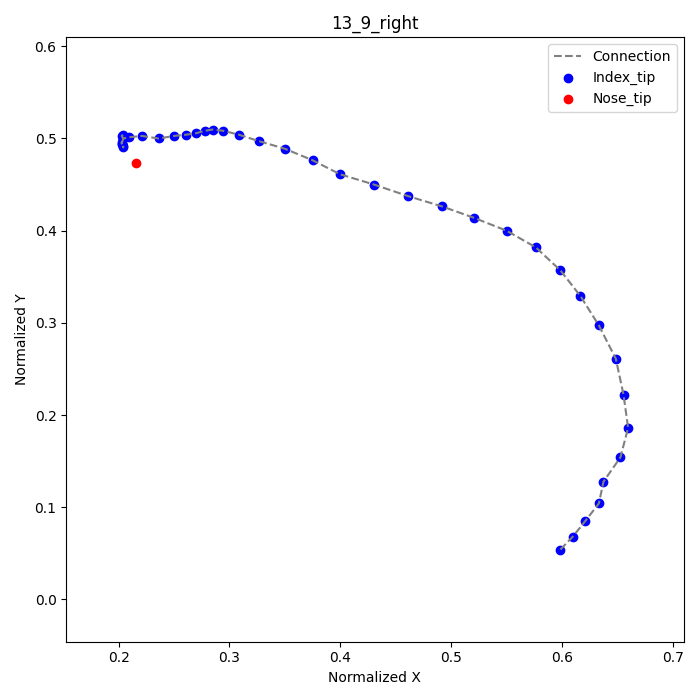 13_9_right
Connection
Index_tip
Nose_tip
Normalized Y
0.6
0.5
0.4
0.3
0.2
0.1
0.0
0.2
0.3
0.4
0.5
0.6
0.7
Normalized X